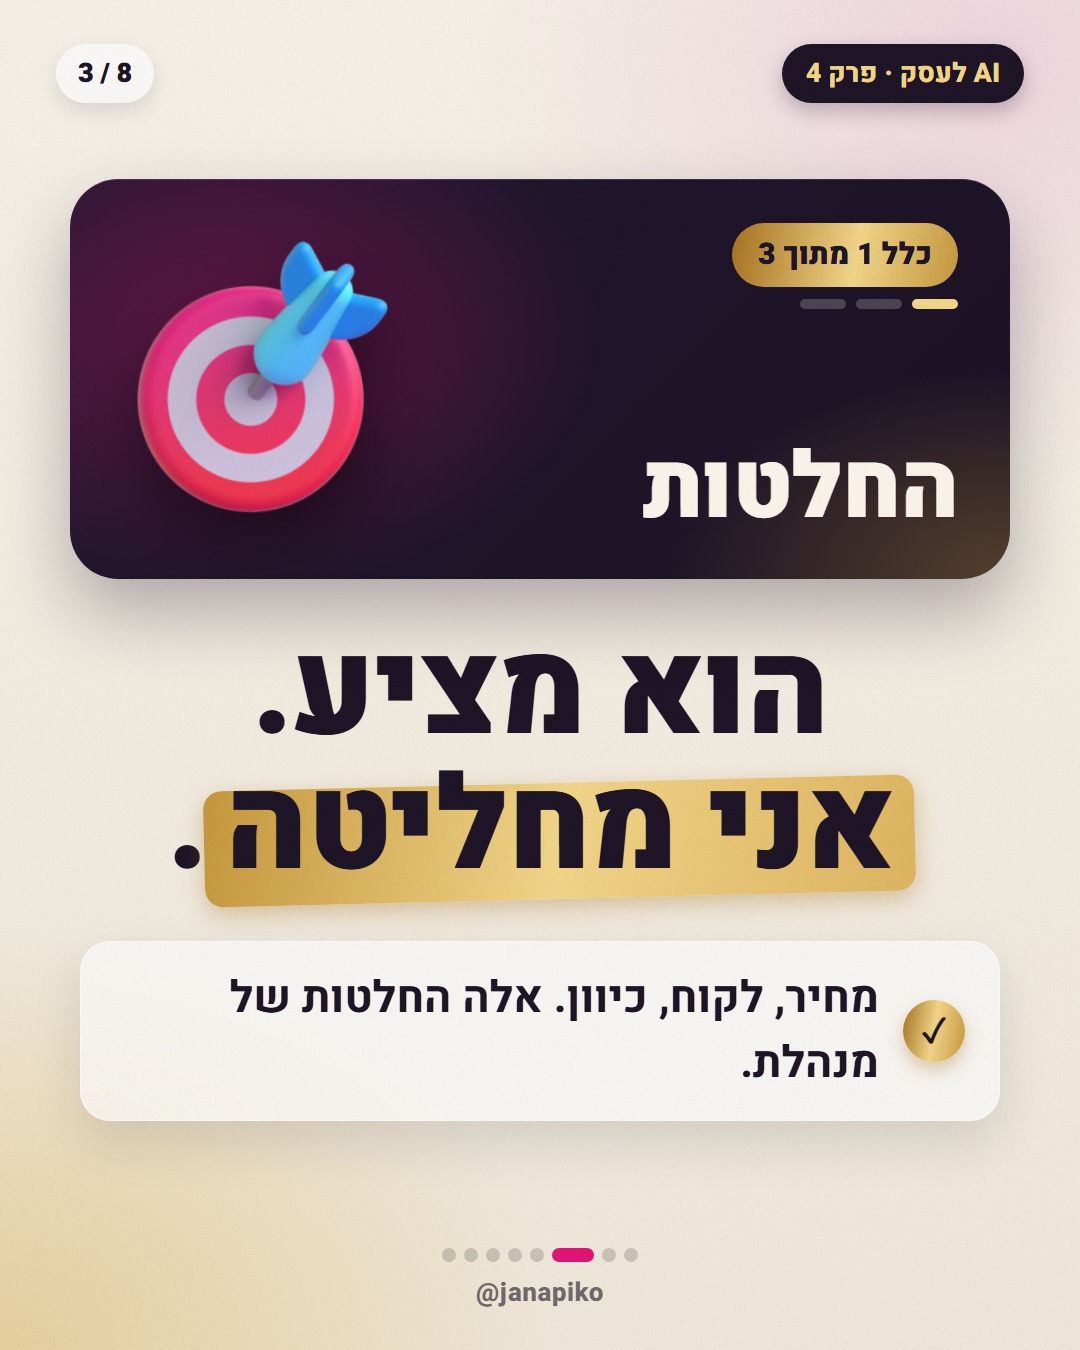 AI לעסק · פרק 4
3 / 8
כלל 1 מתוך 3
החלטות
הוא מציע.
אני מחליטה.
מחיר, לקוח, כיוון. אלה החלטות של
מנהלת.
@janapiko